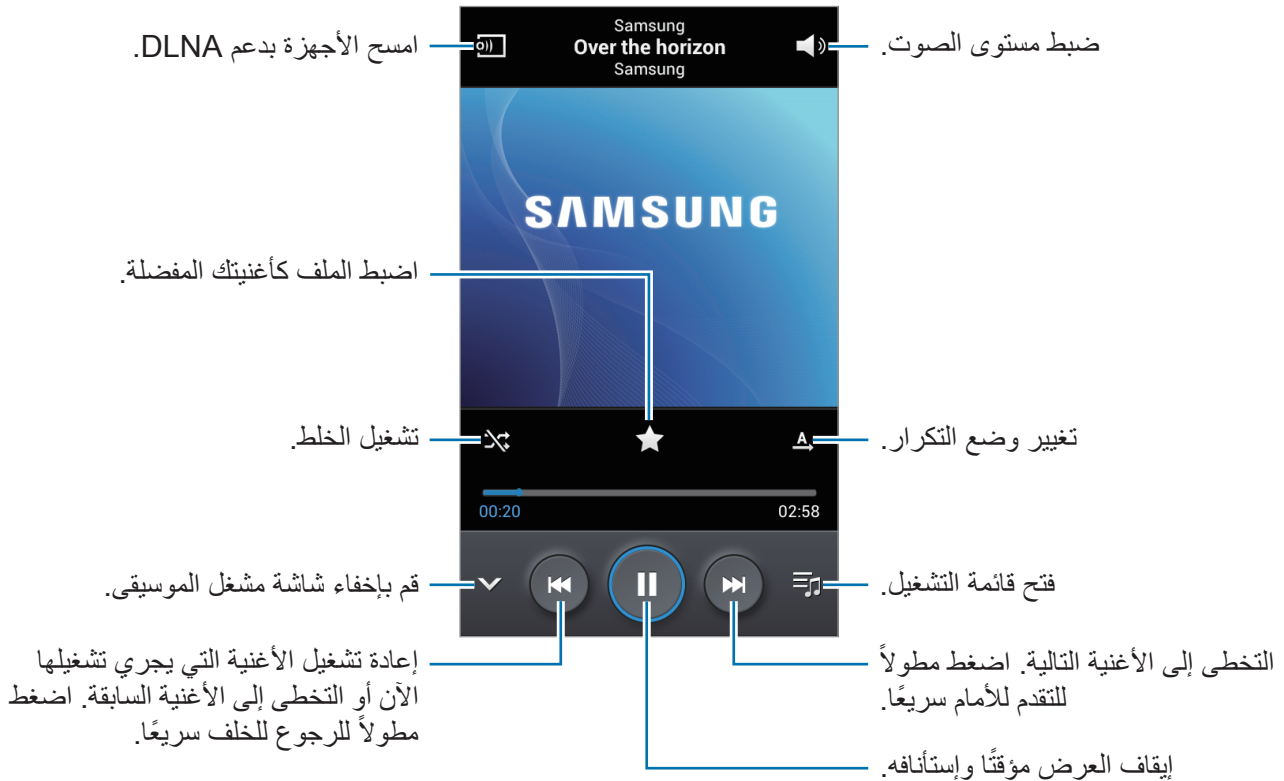 Samsung
Over the horizon
Samsung
ضبط مستوى الصوت.
امسح الأجهزة بدعم DLNA.
SAMSUNG
اضبط الملف كأغنيتك المفضلة.
تغيير وضع التكرار.
A
تشغيل الخلط.
00:20
02:58
فتح قائمة التشغيل.
قم بإخفاء شاشة مشغل الموسيقى.
التخطى إلى الأغنية التالية. اضغط مطولاً
للتقدم للأمام سريعًا.
إعادة تشغيل الأغنية التي يجري تشغيلها
الآن أو التخطى إلى الأغنية السابقة. اضغط
مطولاً للرجوع للخلف سريعًا.
إيقاف العرض مؤقتًا وإستأنافه.